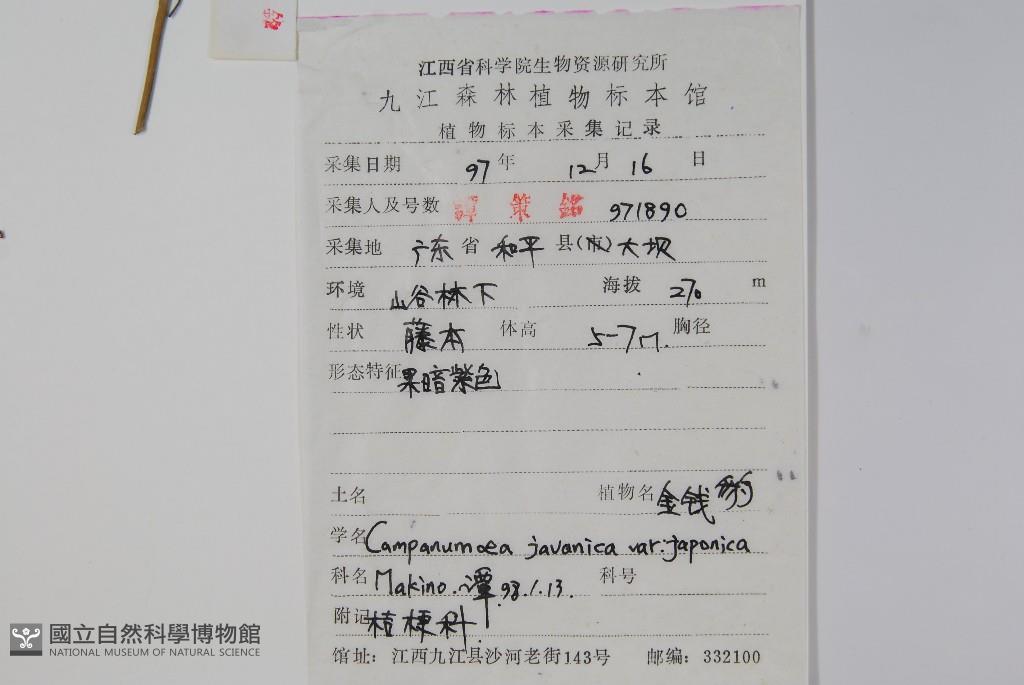 江西省科学院生物资源研究所
九江森林植物标本馆
植物标本采集记录
采集日期 97年 12月 16 日
采集人及号数 谭策铭 971890
采集地 广东省 和平 县(市) 大坝
环境 山谷林下 海拔 270 m
性状 藤本 体高 5-7m. 胸径
形态特征 果暗紫色
土名 植物名 金钱豹
学名 Campanumoea javanica var. japonica
科名 Makino. 谭 98.1.13. 科号
附记 桔梗科
馆址: 江西九江县沙河老街143号 邮编: 332100
國立自然科學博物館
NATIONAL MUSEUM OF NATURAL SCIENCE